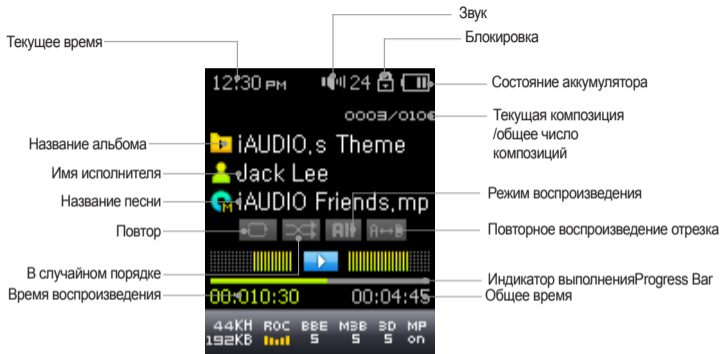 Звук
Блокировка
Текущее время
12:30 PM
24
Состояние аккумулятора
0003/0106
Текущая композиция
/общее число
композиций
Название альбома
iAUDIO,s Theme
Имя исполнителя
Jack Lee
Название песни
iAUDIO Friends,mp
Режим воспроизведения
Повтор
All
A↔B
Повторное воспроизведение отрезка
В случайном порядке
Индикатор выполненияProgress Bar
Время воспроизведения
00:010:30
00:04:45
Общее время
44KH ROC BBE M3B 3D MP
192KB 5 5 5 on